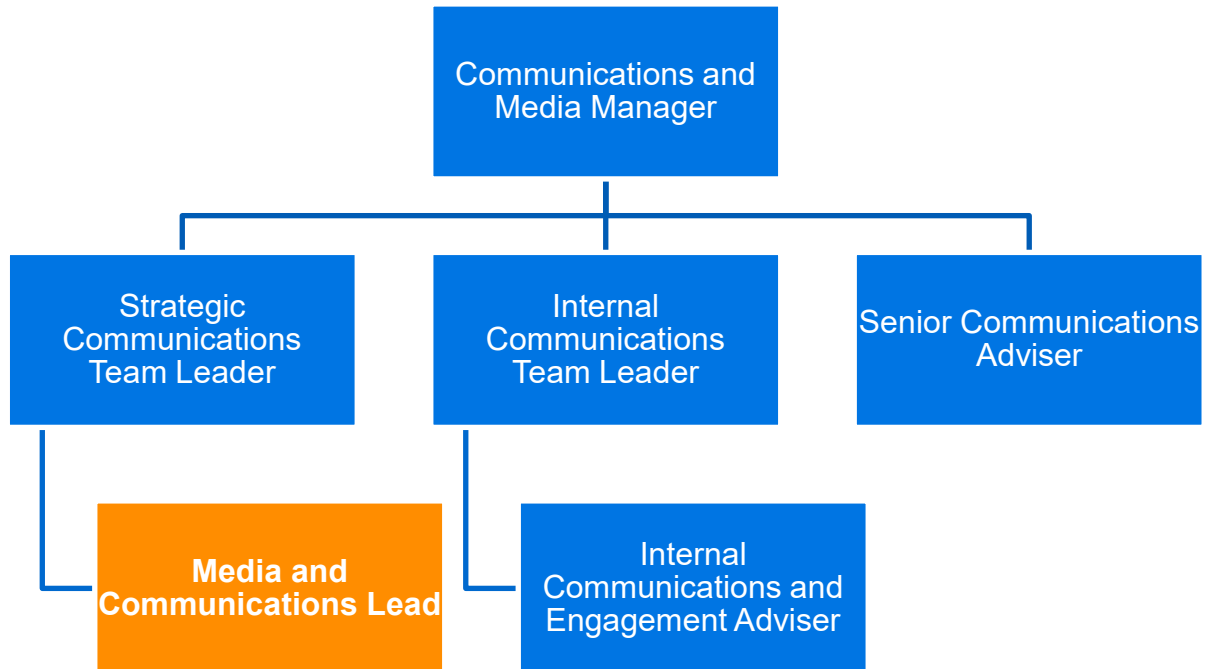 Communications and
Media Manager
Strategic
Communications
Team Leader
Internal
Communications
Team Leader
Senior Communications
Adviser
Media and
Communications Lead
Internal
Communications and
Engagement Adviser